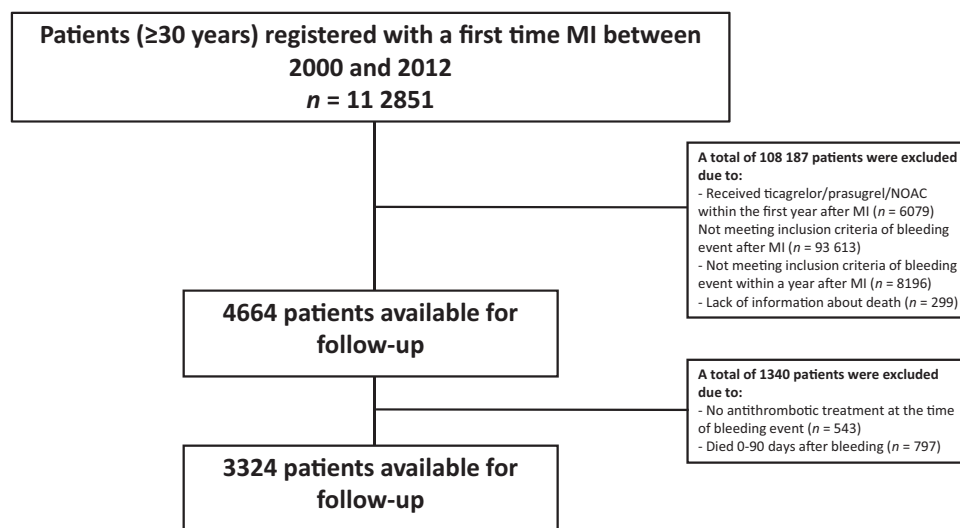 Patients (≥30 years) registered with a first time MI between
2000 and 2012
n = 11 2851
A total of 108 187 patients were excluded
due to:
- Received ticagrelor/prasugrel/NOAC
within the first year after MI (n = 6079)
Not meeting inclusion criteria of bleeding
event after MI (n = 93 613)
- Not meeting inclusion criteria of bleeding
event within a year after MI (n = 8196)
- Lack of information about death (n = 299)
4664 patients available for
follow-up
A total of 1340 patients were excluded
due to:
- No antithrombotic treatment at the time
of bleeding event (n = 543)
- Died 0-90 days after bleeding (n = 797)
3324 patients available for
follow-up